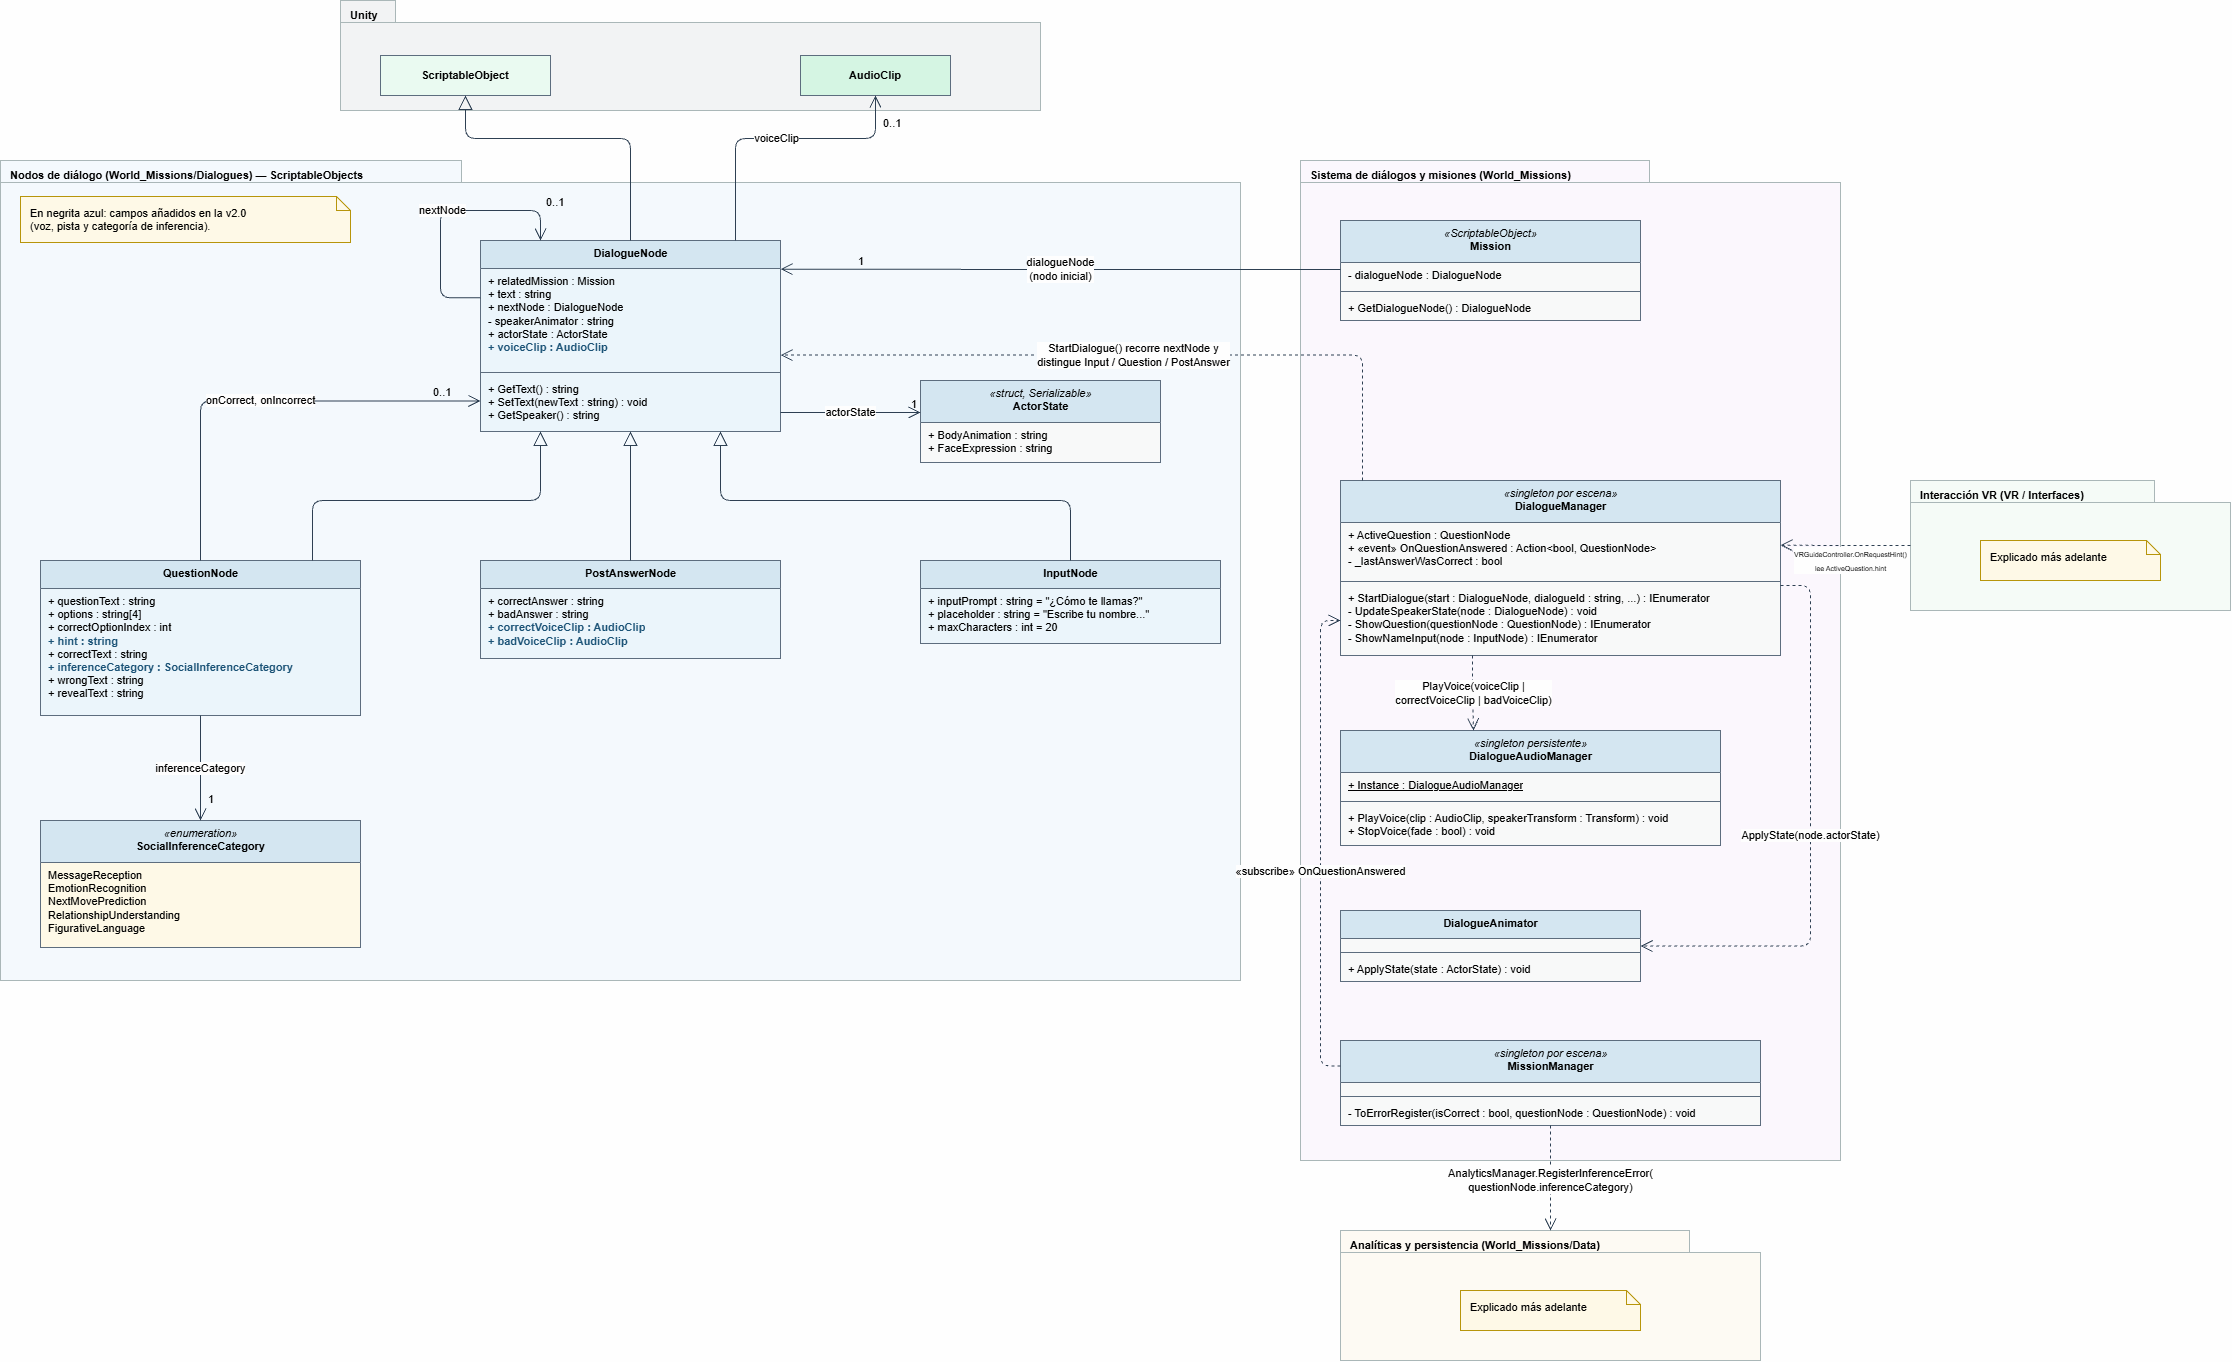 Unity
ScriptableObject
AudioClip
0..1
voiceClip
Nodos de diálogo (World_Missions/Dialogues) — ScriptableObjects
En negrita azul: campos añadidos en la v2.0
(voz, pista y categoría de inferencia).
nextNode
0..1
DialogueNode
+ relatedMission : Mission
+ text : string
+ nextNode : DialogueNode
- speakerAnimator : string
+ actorState : ActorState
+ voiceClip : AudioClip
+ GetText() : string
+ SetText(newText : string) : void
+ GetSpeaker() : string
onCorrect, onIncorrect
0..1
actorState
1
«struct, Serializable»
ActorState
+ BodyAnimation : string
+ FaceExpression : string
QuestionNode
+ questionText : string
+ options : string[4]
+ correctOptionIndex : int
+ hint : string
+ correctText : string
+ inferenceCategory : SocialInferenceCategory
+ wrongText : string
+ revealText : string
PostAnswerNode
+ correctAnswer : string
+ badAnswer : string
+ correctVoiceClip : AudioClip
+ badVoiceClip : AudioClip
InputNode
+ inputPrompt : string = "¿Cómo te llamas?"
+ placeholder : string = "Escribe tu nombre..."
+ maxCharacters : int = 20
inferenceCategory
1
«enumeration»
SocialInferenceCategory
MessageReception
EmotionRecognition
NextMovePrediction
RelationshipUnderstanding
FigurativeLanguage
Sistema de diálogos y misiones (World_Missions)
«ScriptableObject»
Mission
- dialogueNode : DialogueNode
+ GetDialogueNode() : DialogueNode
1
dialogueNode
(nodo inicial)
StartDialogue() recorre nextNode y
distingue Input / Question / PostAnswer
«singleton por escena»
DialogueManager
+ ActiveQuestion : QuestionNode
+ «event» OnQuestionAnswered : Action<bool, QuestionNode>
- _lastAnswerWasCorrect : bool
+ StartDialogue(start : DialogueNode, dialogueId : string, ...) : IEnumerator
- UpdateSpeakerState(node : DialogueNode) : void
- ShowQuestion(questionNode : QuestionNode) : IEnumerator
- ShowNameInput(node : InputNode) : IEnumerator
PlayVoice(voiceClip |
correctVoiceClip | badVoiceClip)
«singleton persistente»
DialogueAudioManager
+ Instance : DialogueAudioManager
+ PlayVoice(clip : AudioClip, speakerTransform : Transform) : void
+ StopVoice(fade : bool) : void
ApplyState(node.actorState)
«subscribe» OnQuestionAnswered
DialogueAnimator
+ ApplyState(state : ActorState) : void
«singleton por escena»
MissionManager
- ToErrorRegister(isCorrect : bool, questionNode : QuestionNode) : void
AnalyticsManager.RegisterInferenceError(
questionNode.inferenceCategory)
Analíticas y persistencia (World_Missions/Data)
Explicado más adelante
Interacción VR (VR / Interfaces)
Explicado más adelante
VRGuideController.OnRequestHint()
lee ActiveQuestion.hint